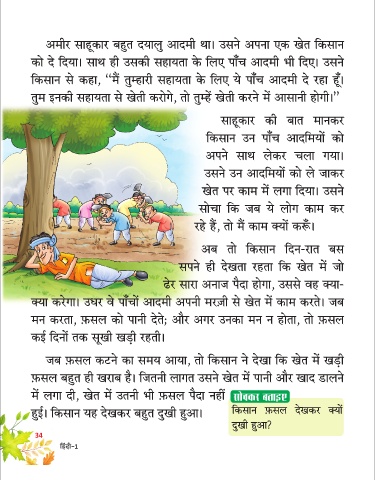 अमीर साहूकार बहुत दयालु आदमी था। उसने अपना एक खेत किसान
को दे दिया। साथ ही उसकी सहायता के लिए पाँच आदमी भी दिए। उसने
किसान से कहा, “मैं तुम्हारी सहायता के लिए ये पाँच आदमी दे रहा हूँ।
तुम इनकी सहायता से खेती करोगे, तो तुम्हें खेती करने में आसानी होगी।”
साहूकार की बात मानकर
किसान उन पाँच आदमियों को
अपने साथ लेकर चला गया।
उसने उन आदमियों को ले जाकर
खेत पर काम में लगा दिया। उसने
सोचा कि जब ये लोग काम कर
रहे हैं, तो मैं काम क्यों करूँ।
अब तो किसान दिन-रात बस
सपने ही देखता रहता कि खेत में जो
ढेर सारा अनाज पैदा होगा, उससे वह क्या-
क्या करेगा। उधर वे पाँचों आदमी अपनी मरज़ी से खेत में काम करते। जब
मन करता, फ़सल को पानी देते; और अगर उनका मन न होता, तो फ़सल
कई दिनों तक सूखी खड़ी रहती।
जब फ़सल कटने का समय आया, तो किसान ने देखा कि खेत में खड़ी
फ़सल बहुत ही खराब है। जितनी लागत उसने खेत में पानी और खाद डालने
में लगा दी, खेत में उतनी भी फ़सल पैदा नहीं
हुई। किसान यह देखकर बहुत दुखी हुआ।
सोचकर बताइए
किसान फ़सल देखकर क्यों
दुखी हुआ?
34
हिंदी-1